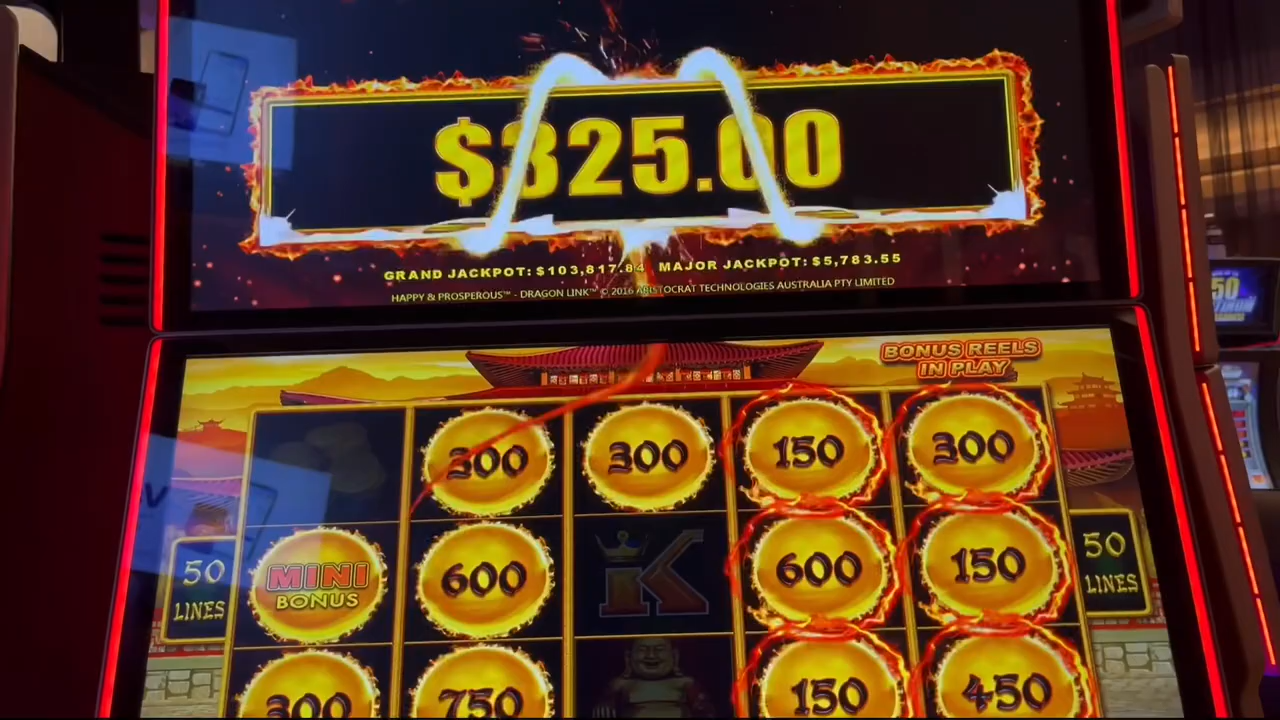 $325.00
GRAND JACKPOT: $103,817.84 MAJOR JACKPOT: $5,783.55
HAPPY & PROSPEROUS™ - DRAGON LINK™ © 2016 ARISTOCRAT TECHNOLOGIES AUSTRALIA PTY LIMITED
BONUS REELS
IN PLAY
300 300 150 300
MINI
BONUS
600 K 600 150
50
LINES
50
LINES
300 750 150 450
50